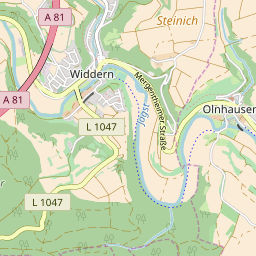 A 81
Steinich
Widdern
Mergentheimer Straße
Jagst
A 81
Olnhausen
L 1047
L 1047